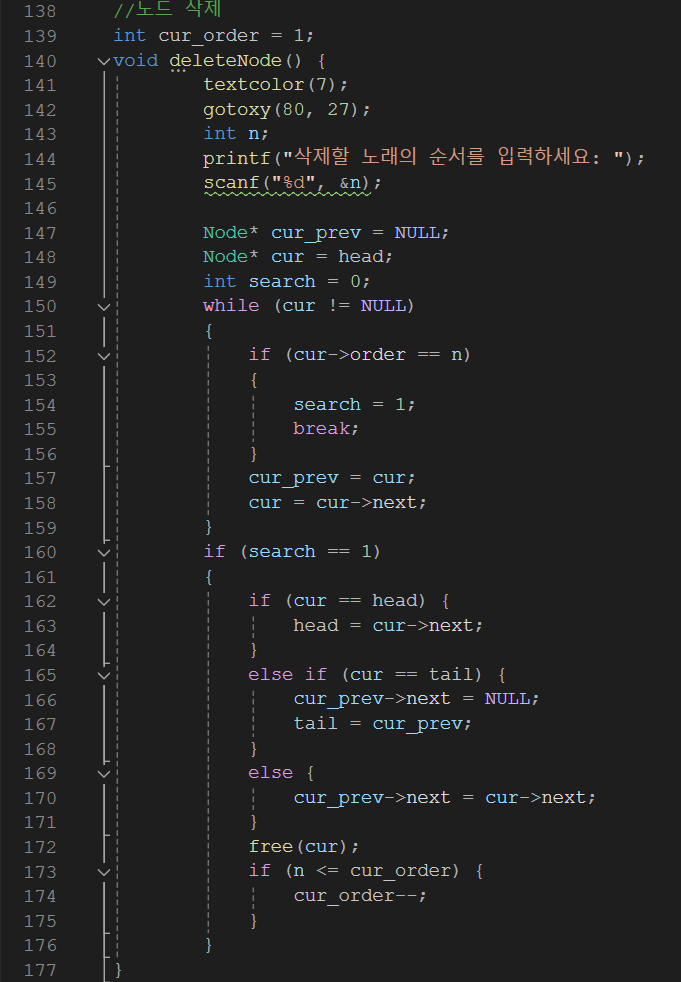 138 //노드 삭제
139 int cur_order = 1;
140 void deleteNode() {
141 textcolor(7);
142 gotoxy(80, 27);
143 int n;
144 printf("삭제할 노래의 순서를 입력하세요: ");
145 scanf("%d", &n);
146
147 Node* cur_prev = NULL;
148 Node* cur = head;
149 int search = 0;
150 while (cur != NULL)
151 {
152 if (cur->order == n)
153 {
154 search = 1;
155 break;
156 }
157 cur_prev = cur;
158 cur = cur->next;
159 }
160 if (search == 1)
161 {
162 if (cur == head) {
163 head = cur->next;
164 }
165 else if (cur == tail) {
166 cur_prev->next = NULL;
167 tail = cur_prev;
168 }
169 else {
170 cur_prev->next = cur->next;
171 }
172 free(cur);
173 if (n <= cur_order) {
174 cur_order--;
175 }
176 }
177 }